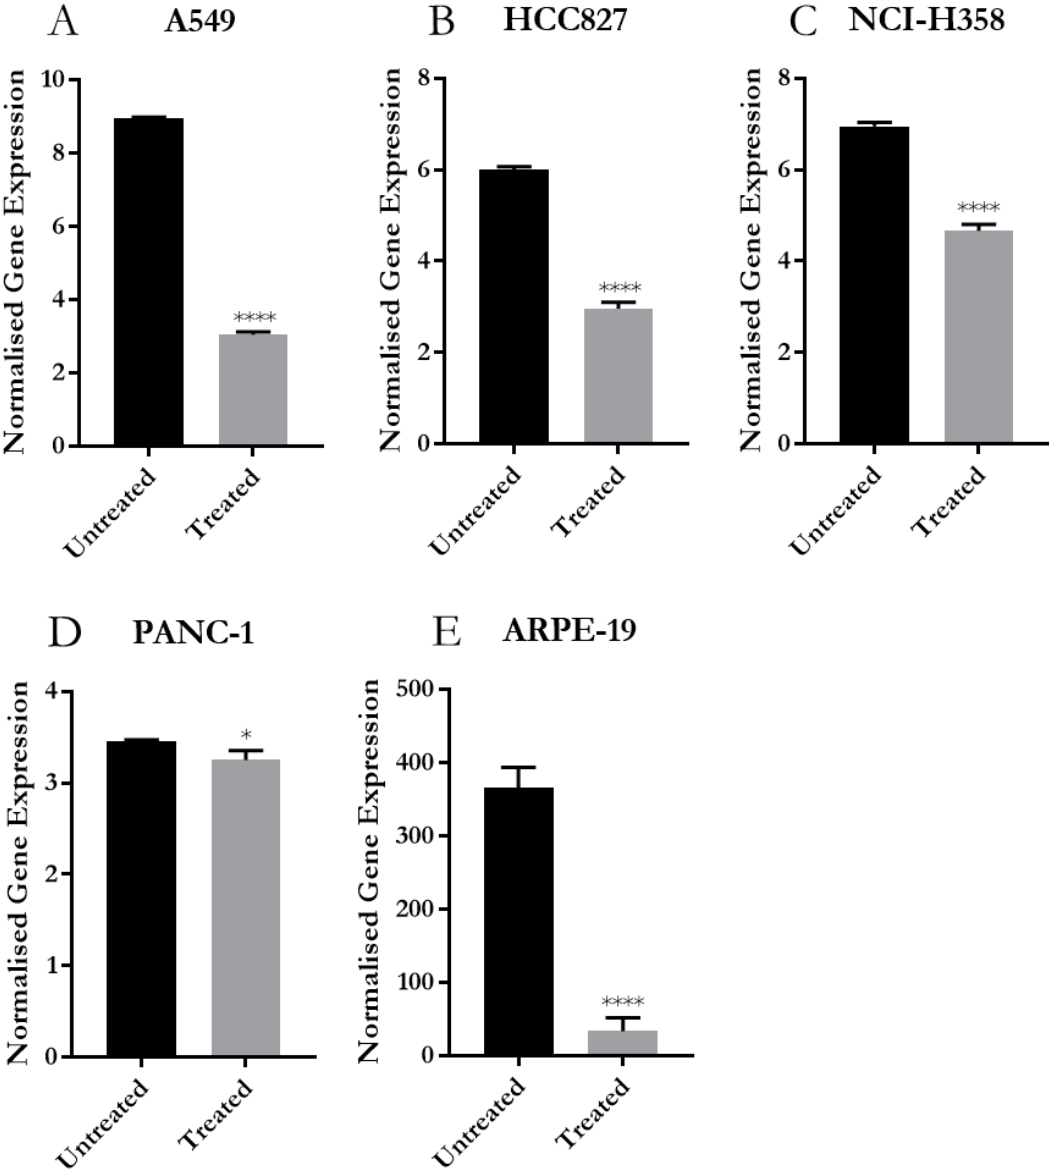 A A549
Normalised Gene Expression
10
8
6
4
2
0
****
Untreated
Treated
B HCC827
Normalised Gene Expression
8
6
4
2
0
****
Untreated
Treated
C NCI-H358
Normalised Gene Expression
8
6
4
2
0
****
Untreated
Treated
D PANC-1
Normalised Gene Expression
4
3
2
1
0
*
Untreated
Treated
E ARPE-19
Normalised Gene Expression
500
400
300
200
100
0
****
Untreated
Treated